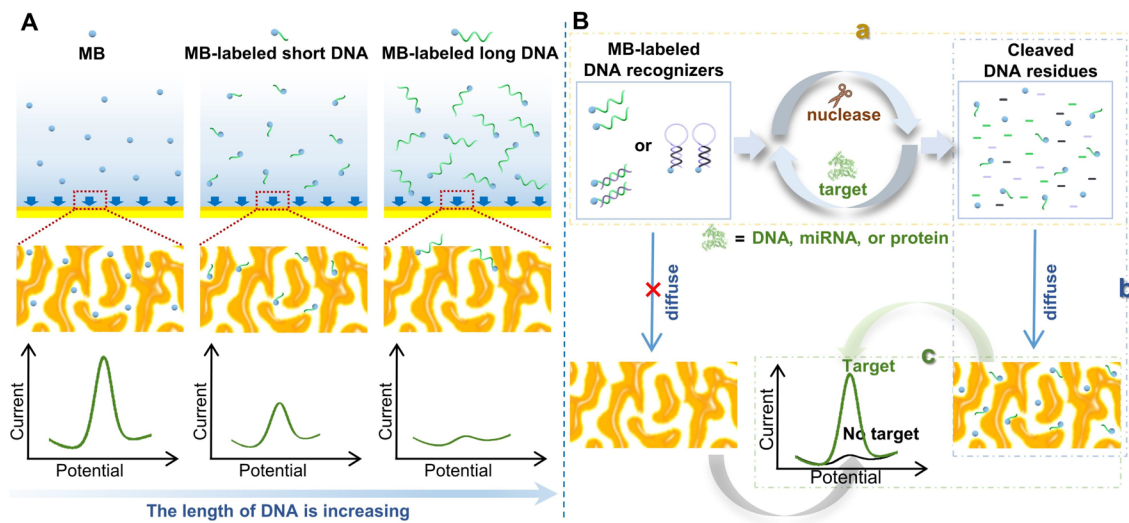 A
MB
MB-labeled short DNA
MB-labeled long DNA
Current
Potential
Current
Potential
Current
Potential
The length of DNA is increasing
B
a
MB-labeled
DNA recognizers
or
nuclease
target
Cleaved
DNA residues
= DNA, miRNA, or protein
diffuse
diffuse
b
c
Target
No target
Current
Potential